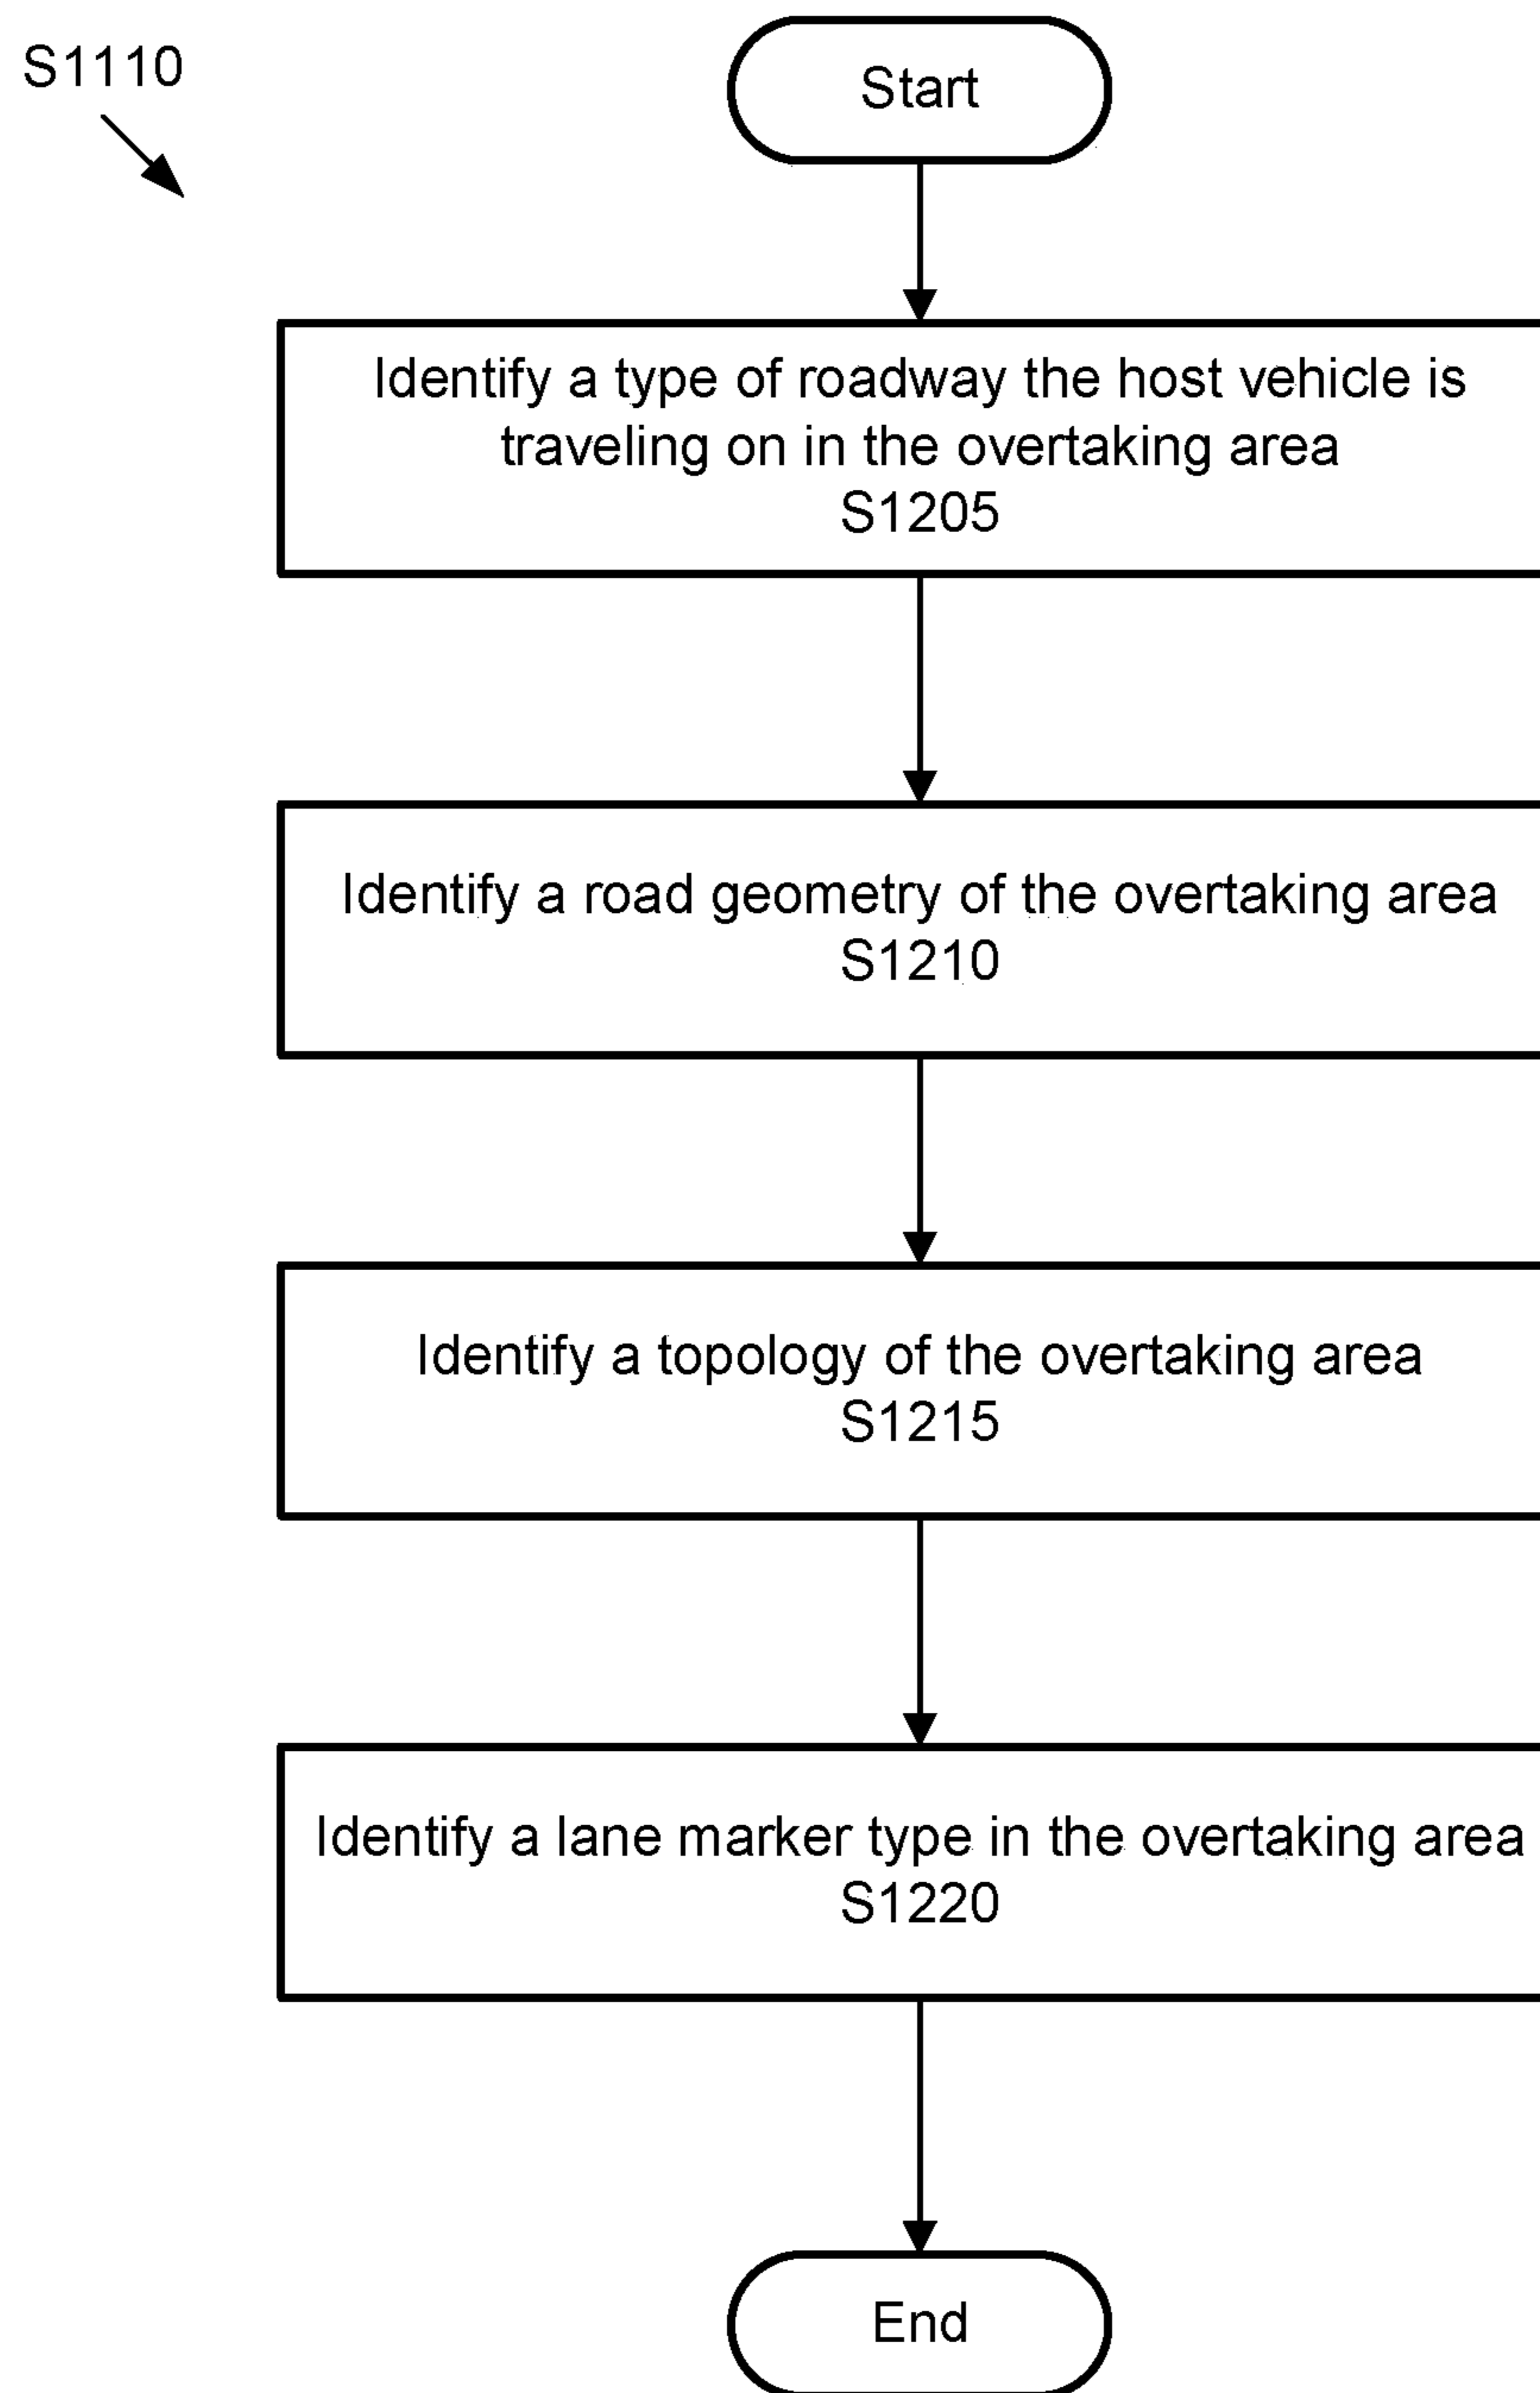 S1110
Start
Identify a type of roadway the host vehicle is
traveling on in the overtaking area
S1205
Identify a road geometry of the overtaking area
S1210
Identify a topology of the overtaking area
S1215
Identify a lane marker type in the overtaking area
S1220
End